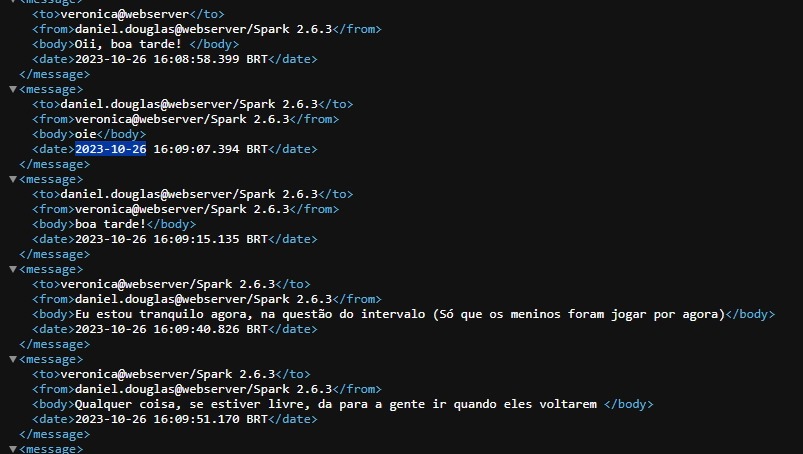 <message>
<to>veronica@webserver</to>
<from>daniel.douglas@webserver/Spark 2.6.3</from>
<body>Oii, boa tarde! </body>
<date>2023-10-26 16:08:58.399 BRT</date>
</message>
▼<message>
<to>daniel.douglas@webserver/Spark 2.6.3</to>
<from>veronica@webserver/Spark 2.6.3</from>
<body>oie</body>
<date>2023-10-26 16:09:07.394 BRT</date>
</message>
▼<message>
<to>daniel.douglas@webserver/Spark 2.6.3</to>
<from>veronica@webserver/Spark 2.6.3</from>
<body>boa tarde!</body>
<date>2023-10-26 16:09:15.135 BRT</date>
</message>
▼<message>
<to>veronica@webserver/Spark 2.6.3</to>
<from>daniel.douglas@webserver/Spark 2.6.3</from>
<body>Eu estou tranquilo agora, na questão do intervalo (Só que os meninos foram jogar por agora)</body>
<date>2023-10-26 16:09:40.826 BRT</date>
</message>
▼<message>
<to>veronica@webserver/Spark 2.6.3</to>
<from>daniel.douglas@webserver/Spark 2.6.3</from>
<body>Qualquer coisa, se estiver livre, da para a gente ir quando eles voltarem </body>
<date>2023-10-26 16:09:51.170 BRT</date>
</message>
▼<message>